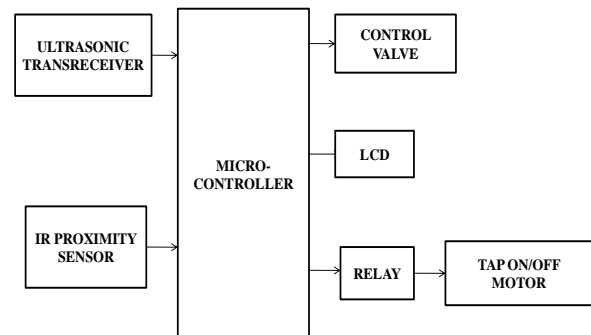 ULTRASONIC
TRANSRECEIVER
CONTROL
VALVE
MICRO-
CONTROLLER
LCD
IR PROXIMITY
SENSOR
RELAY
TAP ON/OFF
MOTOR